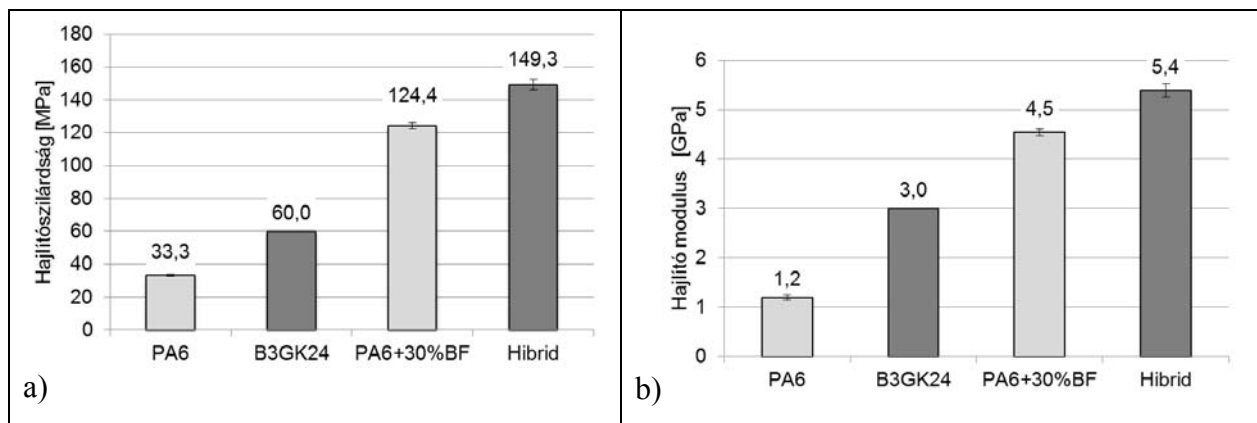 Hajlítószilárdság [MPa]
180
160
140
120
100
80
60
40
20
0
33,3
60,0
124,4
149,3
PA6
B3GK24
PA6+30%BF
Hibrid
a)
Hajlító modulus [GPa]
6
5
4
3
2
1
0
1,2
3,0
4,5
5,4
PA6
B3GK24
PA6+30%BF
Hibrid
b)